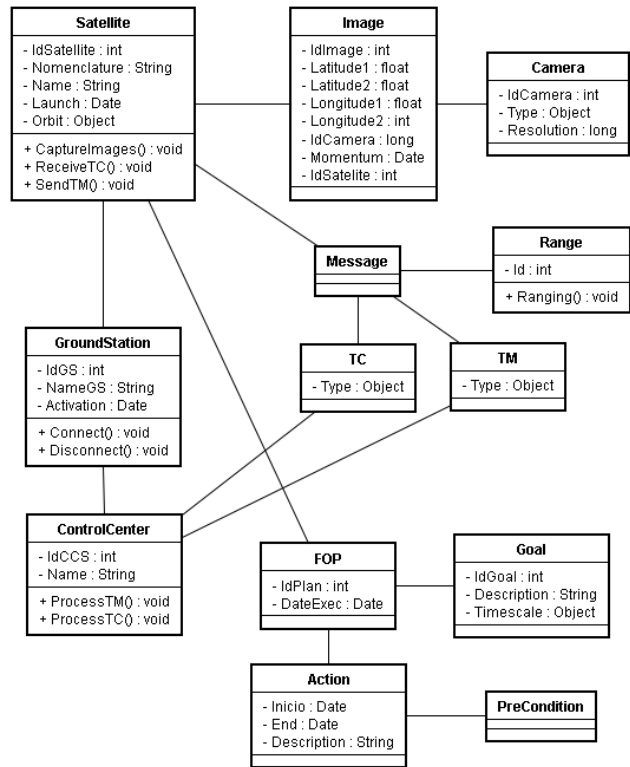 Satellite
- IdSatellite : int
- Nomenclature : String
- Name : String
- Launch : Date
- Orbit : Object
+ CaptureImages() : void
+ ReceiveTC() : void
+ SendTM() : void
Image
- IdImage : int
- Latitude1 : float
- Latitude2 : float
- Longitude1 : float
- Longitude2 : int
- IdCamera : long
- Momentum : Date
- IdSatelite : int
Camera
- IdCamera : int
- Type : Object
- Resolution : long
Message
Range
- Id : int
+ Ranging() : void
GroundStation
- IdGS : int
- NameGS : String
- Activation : Date
+ Connect() : void
+ Disconnect() : void
TC
- Type : Object
TM
- Type : Object
ControlCenter
- IdCCS : int
- Name : String
+ ProcessTM() : void
+ ProcessTC() : void
FOP
- IdPlan : int
- DateExec : Date
Goal
- IdGoal : int
- Description : String
- Timescale : Object
Action
- Inicio : Date
- End : Date
- Description : String
PreCondition